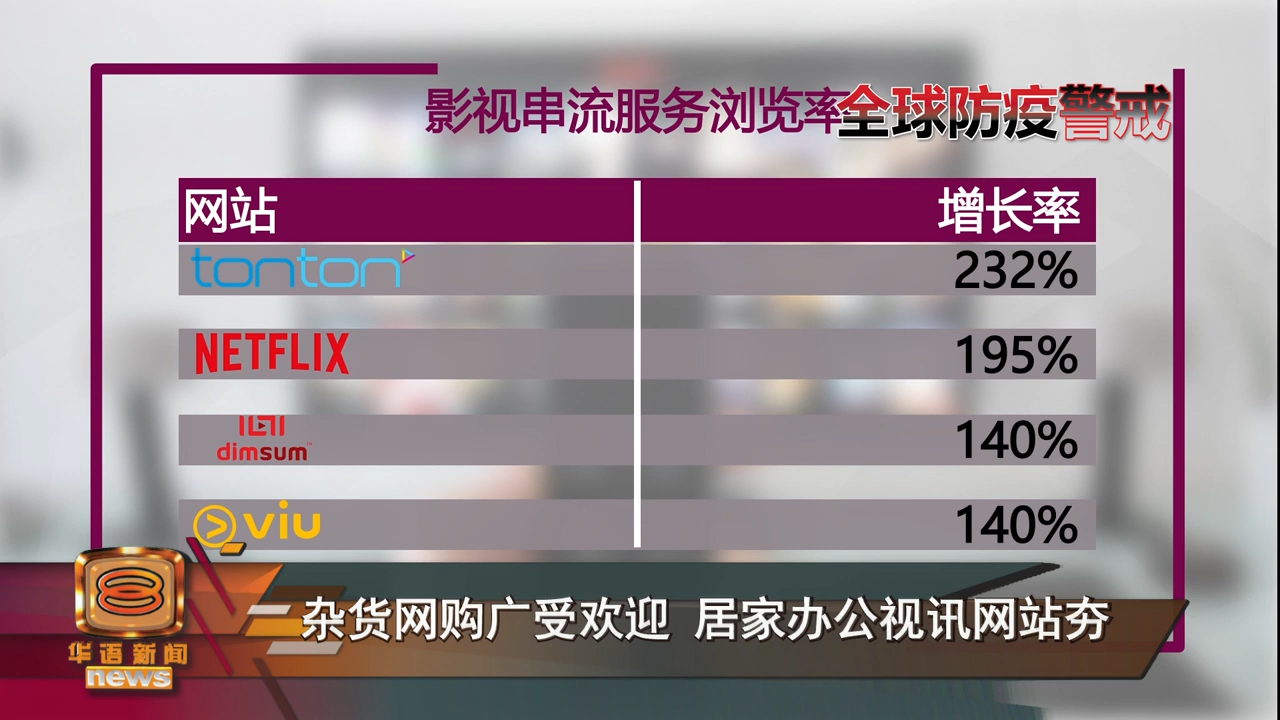 影视串流服务浏览率
全球防疫警戒
网站 增长率
tonton 232%
NETFLIX 195%
dimsum™ 140%
viu 140%
杂货网购广受欢迎 居家办公视讯网站夯
8
华语新闻
news